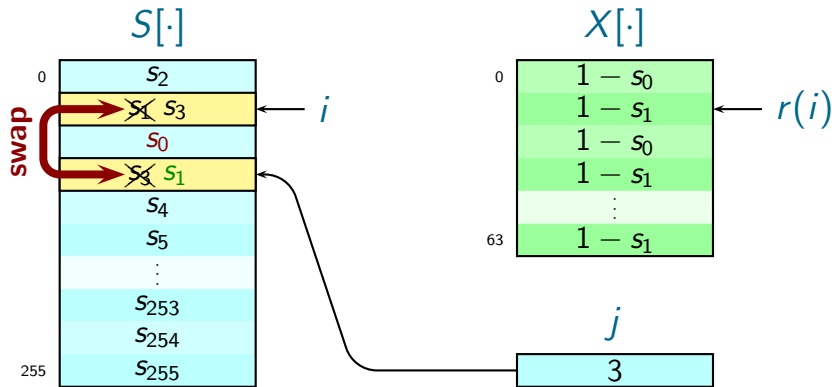 S[·]
0
s₂
s₁ s₃
i
swap
s₀
s₃ s₁
s₄
s₅
⋮
s₂₅₃
s₂₅₄
255
s₂₅₅
X[·]
0
1 − s₀
1 − s₁
r(i)
1 − s₀
1 − s₁
⋮
63
1 − s₁
j
3